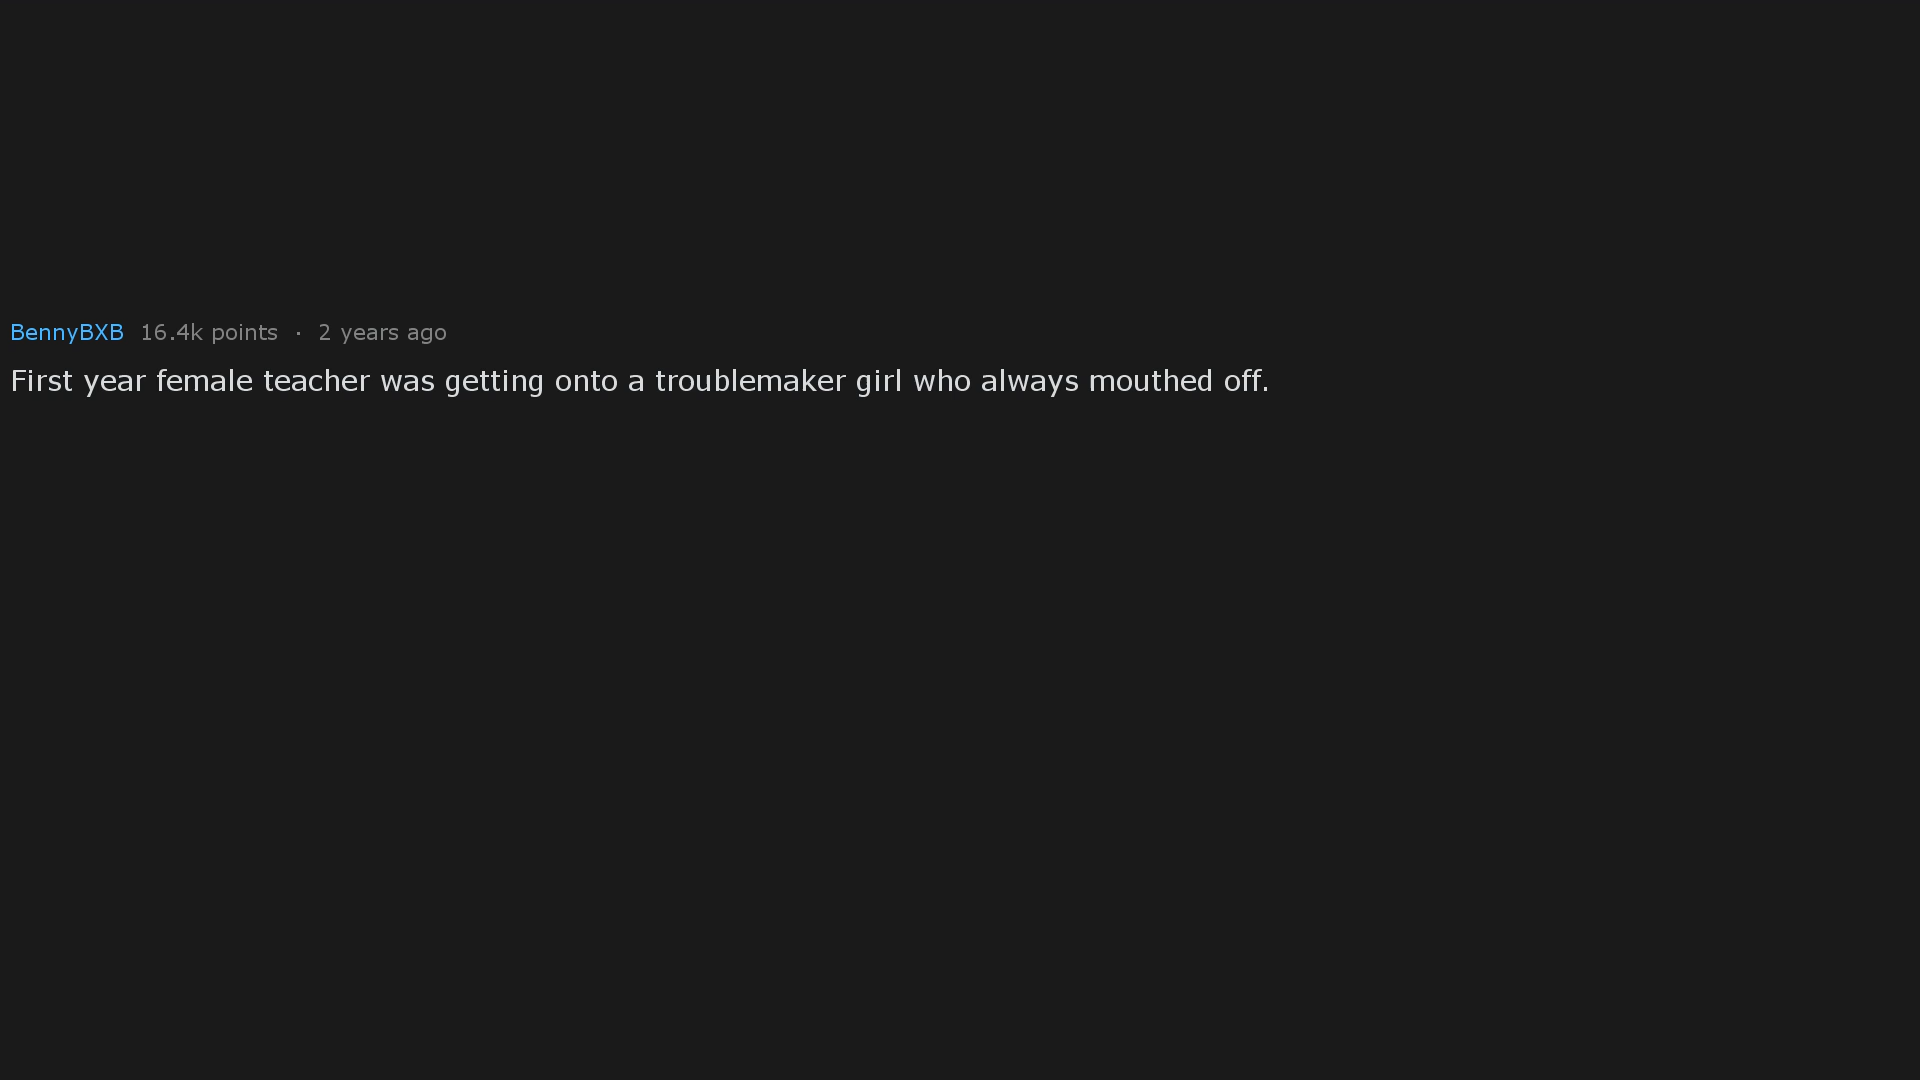 BennyBXB 16.4k points · 2 years ago
First year female teacher was getting onto a troublemaker girl who always mouthed off.